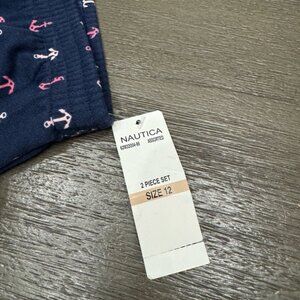 NAUTICA
ASSORTED
2 PIECE SET
SIZE 12